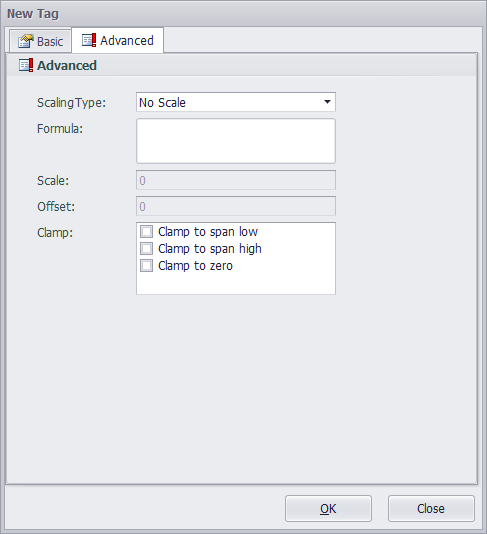 New Tag
Basic Advanced
Advanced
ScalingType: No Scale
Formula:
Scale: 0
Offset: 0
Clamp: Clamp to span low
Clamp to span high
Clamp to zero
OK Close